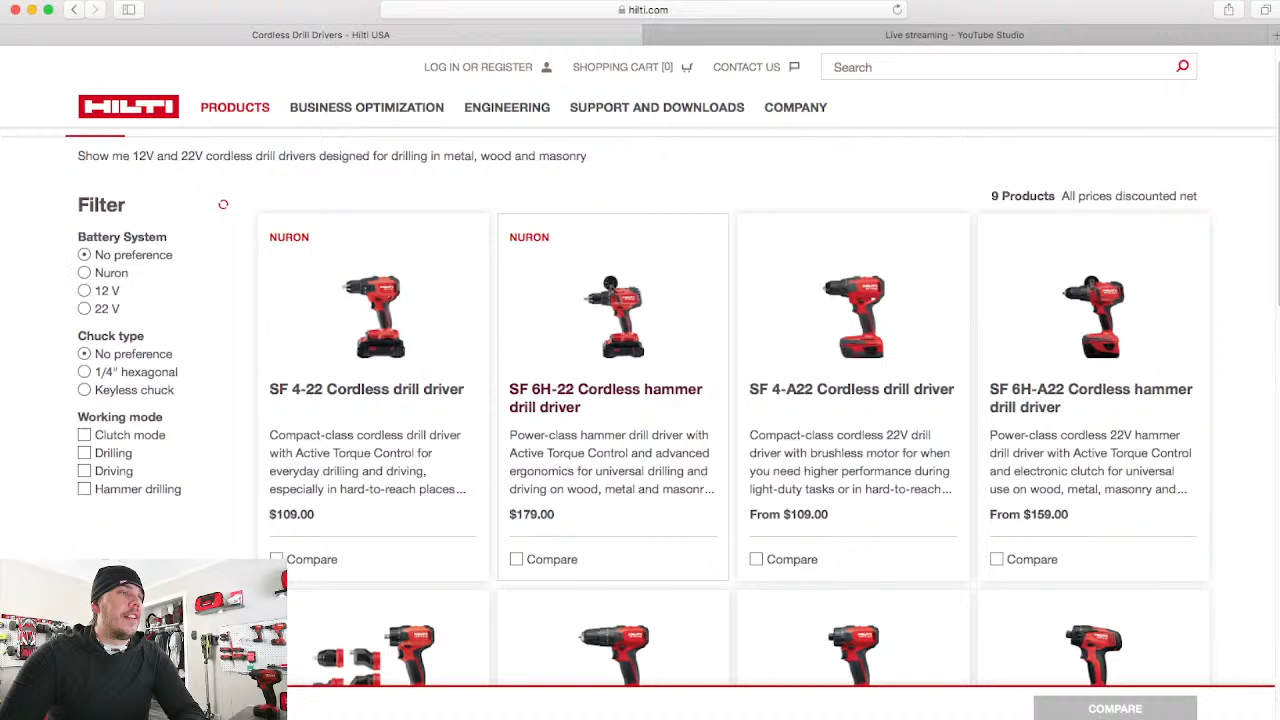 hilti.com
Cordless Drill Drivers - Hilti USA
Live streaming - YouTube Studio
LOG IN OR REGISTER
SHOPPING CART [0]
CONTACT US
Search
HILTI
PRODUCTS
BUSINESS OPTIMIZATION
ENGINEERING
SUPPORT AND DOWNLOADS
COMPANY
Show me 12V and 22V cordless drill drivers designed for drilling in metal, wood and masonry
Filter
9 Products All prices discounted net
Battery System
No preference
Nuron
12 V
22 V
Chuck type
No preference
1/4" hexagonal
Keyless chuck
Working mode
Clutch mode
Drilling
Driving
Hammer drilling
NURON
SF 4-22 Cordless drill driver
Compact-class cordless drill driver
with Active Torque Control for
everyday drilling and driving,
especially in hard-to-reach places...
$109.00
Compare
NURON
SF 6H-22 Cordless hammer
drill driver
Power-class hammer drill driver with
Active Torque Control and advanced
ergonomics for universal drilling and
driving on wood, metal and masonr...
$179.00
Compare
SF 4-A22 Cordless drill driver
Compact-class cordless 22V drill
driver with brushless motor for when
you need higher performance during
light-duty tasks or in hard-to-reach...
From $109.00
Compare
SF 6H-A22 Cordless hammer
drill driver
Power-class cordless 22V hammer
drill driver with Active Torque Control
and electronic clutch for universal
use on wood, metal, masonry and...
From $159.00
Compare
COMPARE